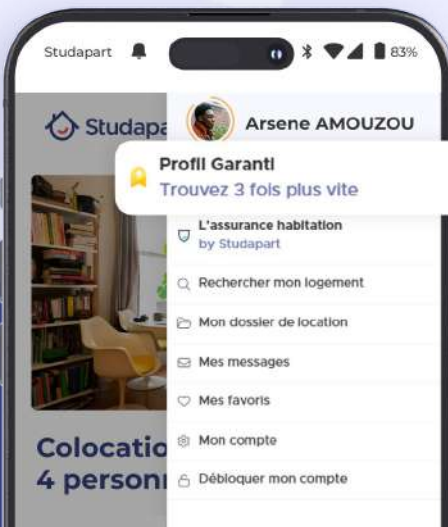 Studapart
83%
Studapa
Arsene AMOUZOU
Profil Garanti
Trouvez 3 fois plus vite
L'assurance habitation
by Studapart
Rechercher mon logement
Mon dossier de location
Mes messages
Mes favoris
Colocatio
Mon compte
4 person
Débloquer mon compte